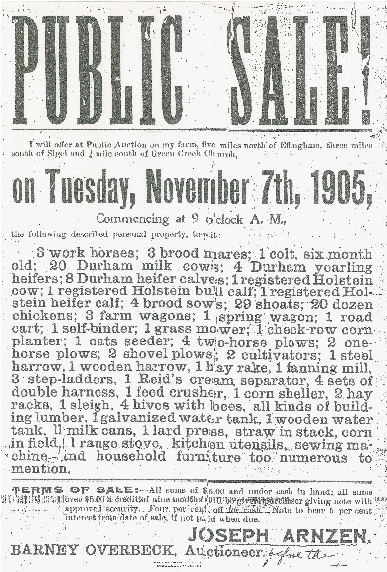 PUBLIC SALE!
I will offer at Public Auction on my farm, five miles north of Effingham, three miles
south of Sigel and ½ mile south of Green Creek Church,
on Tuesday, November 7th, 1905,
Commencing at 9 o'clock A. M.,
the following described personal property, to-wit:
3 work horses; 3 brood mares; 1 colt, six month
old; 20 Durham milk cows; 4 Durham yearling
heifers; 8 Durham heifer calves; 1 registered Holstein
cow; 1 registered Holstein bull calf; 1 registered Hol-
stein heifer calf; 4 brood sows; 29 shoats; 20 dozen
chickens; 3 farm wagons; 1 spring wagon; 1 road
cart; 1 self-binder; 1 grass mower; 1 check-row corn
planter; 1 oats seeder; 4 two-horse plows; 2 one-
horse plows; 2 shovel plows; 2 cultivators; 1 steel
harrow, 1 wooden harrow, 1 hay rake, 1 fanning mill,
3 step-ladders, 1 Reid's cream separator, 4 sets of
double harness, 1 feed crusher, 1 corn sheller, 2 hay
racks, 1 sleigh, 4 hives with bees, all kinds of build-
ing lumber, 1 galvanized water tank, 1 wooden water
tank, 11 milk cans, 1 lard press, straw in stack, corn
in field, 1 range stove, kitchen utensils, sewing ma-
chine and household furniture too numerous to
mention.
TERMS OF SALE:—All sums of $5.00 and under cash in hand; all sums
over $5.00 a credit of nine months purchaser giving note with
approved security. Four per cent. off for cash. Note to bear 6 per cent
interest from date of sale, if not paid when due.
JOSEPH ARNZEN.
BARNEY OVERBECK, Auctioneer.